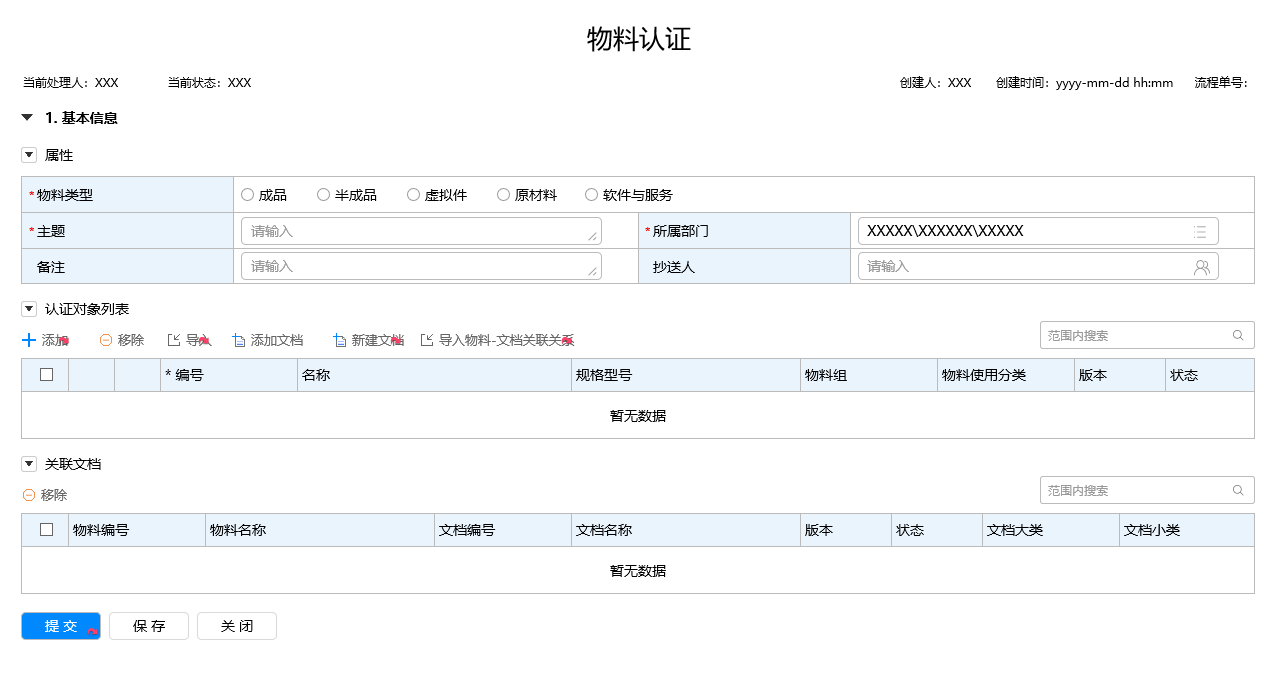 物料认证
当前处理人：XXX 当前状态：XXX 创建人：XXX 创建时间：yyyy-mm-dd hh:mm 流程单号：
1. 基本信息
属性
*物料类型 成品 半成品 虚拟件 原材料 软件与服务
*主题 请输入 *所属部门 XXXXX\XXXXXX\XXXXX
备注 请输入 抄送人 请输入
认证对象列表
添加 移除 导入 添加文档 新建文档 导入物料-文档关联关系 范围内搜索
* 编号 名称 规格型号 物料组 物料使用分类 版本 状态
暂无数据
关联文档
移除 范围内搜索
物料编号 物料名称 文档编号 文档名称 版本 状态 文档大类 文档小类
暂无数据
提 交 保 存 关 闭